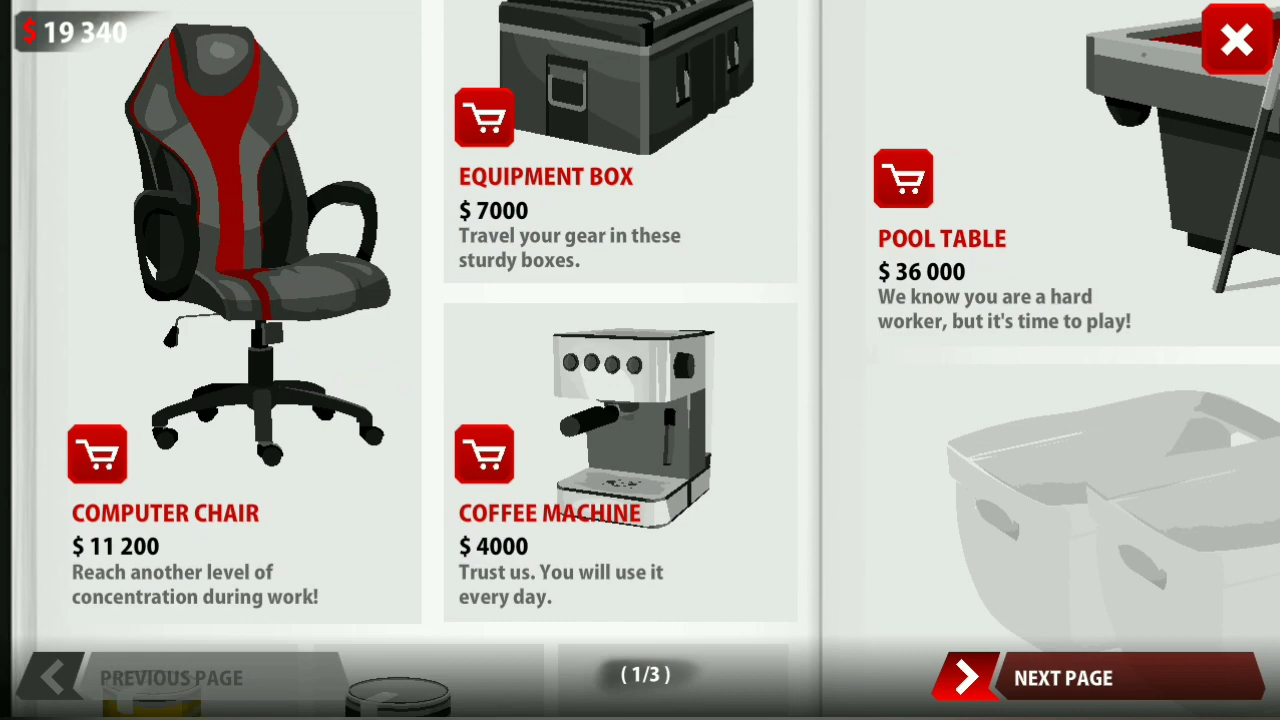 $ 19 340
EQUIPMENT BOX
$ 7000
Travel your gear in these
sturdy boxes.
POOL TABLE
$ 36 000
We know you are a hard
worker, but it's time to play!
COMPUTER CHAIR
$ 11 200
Reach another level of
concentration during work!
COFFEE MACHINE
$ 4000
Trust us. You will use it
every day.
PREVIOUS PAGE
( 1/3 )
NEXT PAGE